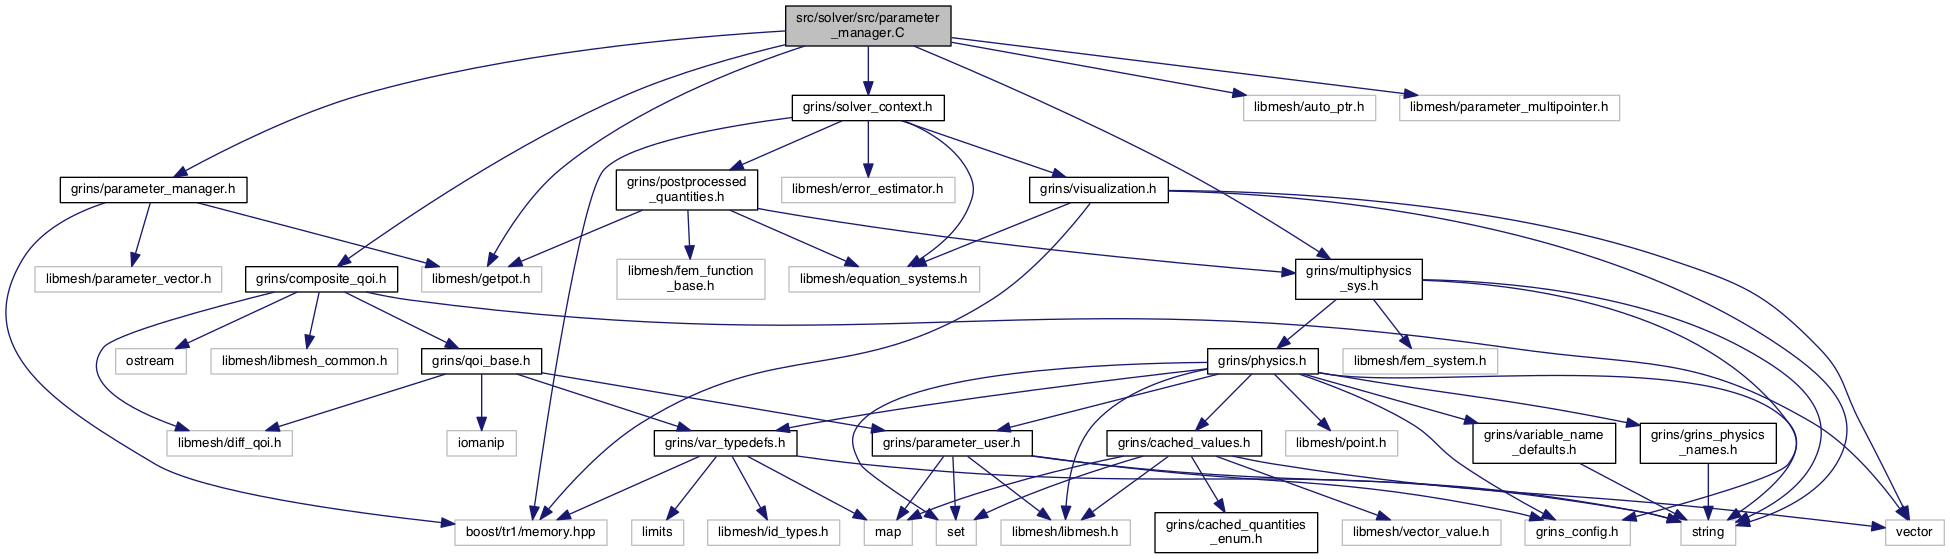 src/solver/src/parameter
_manager.C
grins/solver_context.h
libmesh/auto_ptr.h
libmesh/parameter_multipointer.h
grins/parameter_manager.h
grins/postprocessed
_quantities.h
libmesh/error_estimator.h
grins/visualization.h
libmesh/parameter_vector.h
grins/composite_qoi.h
libmesh/getpot.h
libmesh/fem_function
_base.h
libmesh/equation_systems.h
grins/multiphysics
_sys.h
ostream
libmesh/libmesh_common.h
grins/qoi_base.h
grins/physics.h
libmesh/fem_system.h
libmesh/diff_qoi.h
iomanip
grins/var_typedefs.h
grins/parameter_user.h
grins/cached_values.h
libmesh/point.h
grins/variable_name
_defaults.h
grins/grins_physics
_names.h
boost/tr1/memory.hpp
limits
libmesh/id_types.h
map
set
libmesh/libmesh.h
grins/cached_quantities
_enum.h
libmesh/vector_value.h
grins_config.h
string
vector